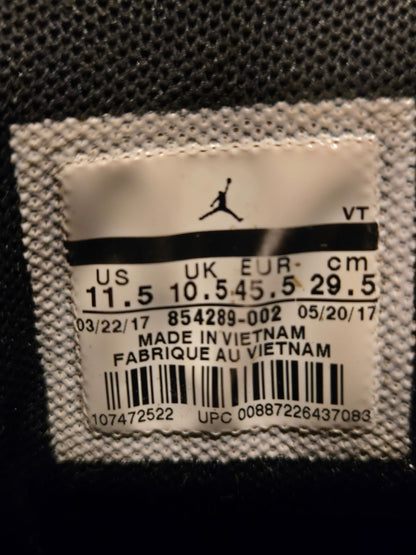 VT
US UK EUR cm
11.5 10.5 45.5 29.5
03/22/17 854289-002 05/20/17
MADE IN VIETNAM
FABRIQUE AU VIETNAM
107472522 UPC 00887226437083